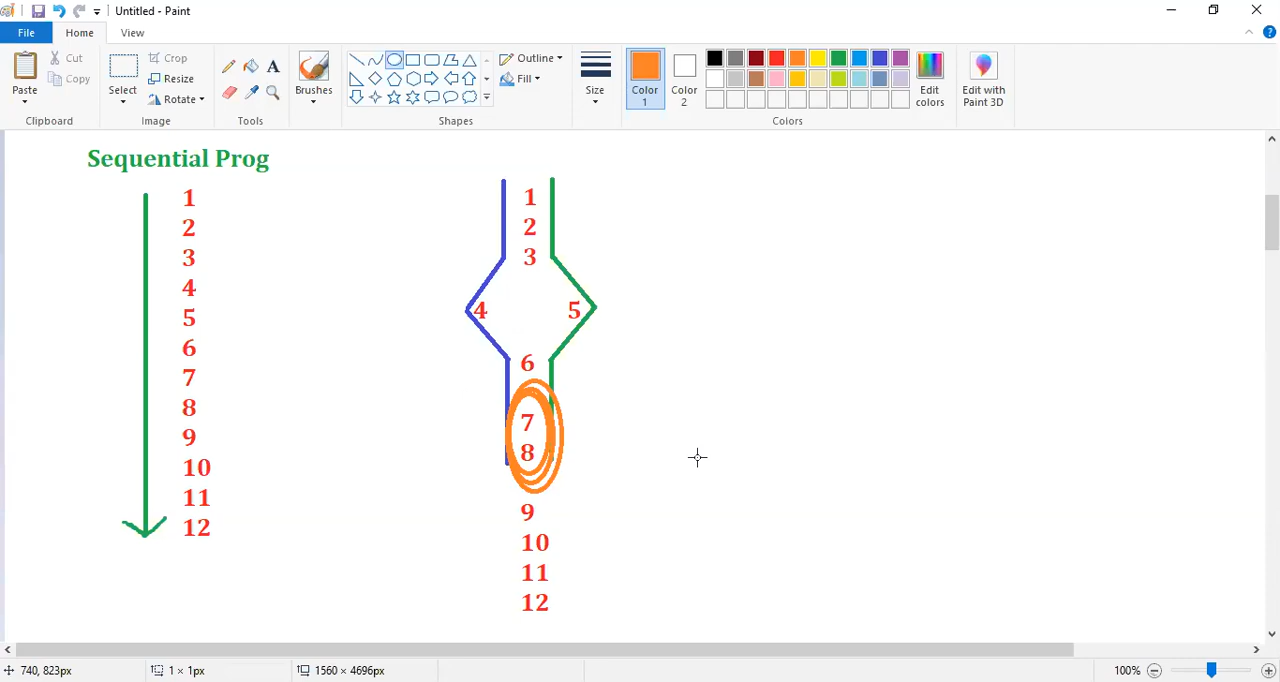 Untitled - Paint
File Home View
Paste
Cut
Copy
Clipboard
Select
Crop
Resize
Rotate
Image
A
Tools
Brushes
Outline
Fill
Shapes
Size
Color 1
Color 2
Edit colors
Colors
Edit with Paint 3D
Sequential Prog
1
2
3
4
5
6
7
8
9
10
11
12
1
2
3
4 5
6
7
8
9
10
11
12
740, 823px 1 × 1px 1560 × 4696px 100%